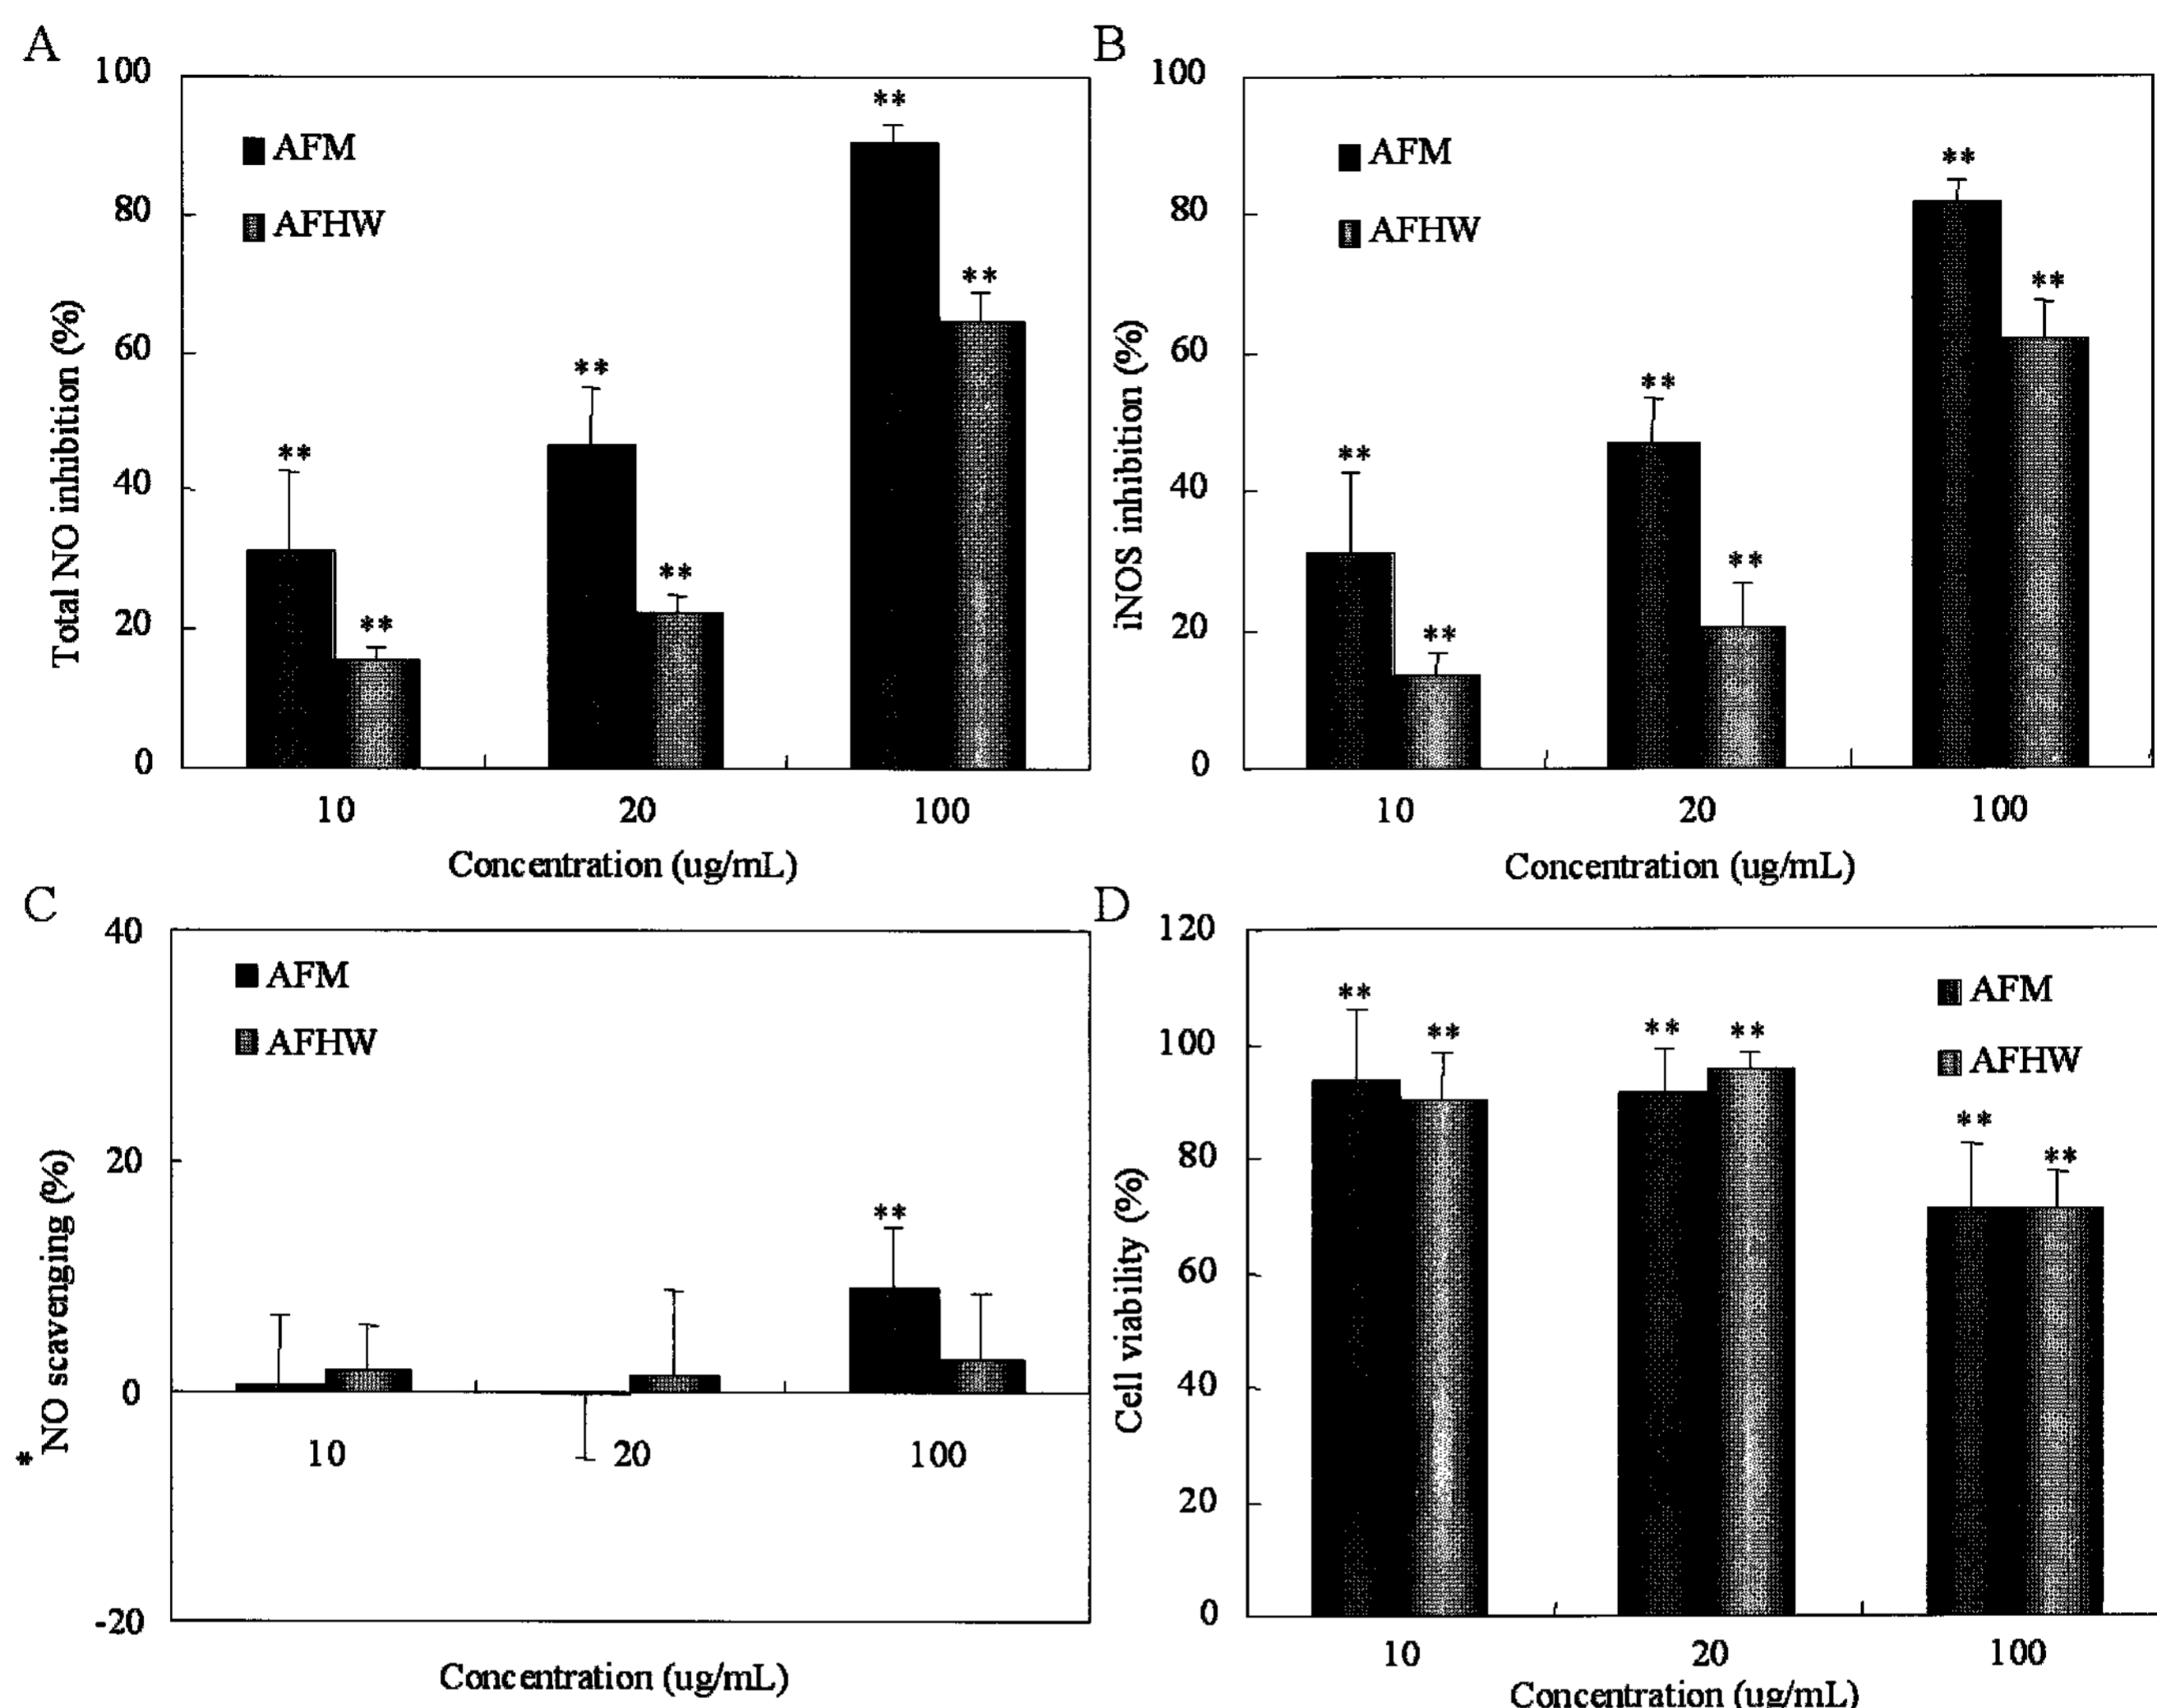 A
100
80
60
40
20
0
Total NO inhibition (%)
AFM
AFHW
**
**
**
**
**
**
10 20 100
Concentration (ug/mL)
B
100
80
60
40
20
0
iNOS inhibition (%)
AFM
AFHW
**
**
**
**
**
**
10 20 100
Concentration (ug/mL)
C
40
20
0
-20
* NO scavenging (%)
AFM
AFHW
**
10 20 100
Concentration (ug/mL)
D
120
100
80
60
40
20
0
Cell viability (%)
AFM
AFHW
**
**
**
**
**
**
10 20 100
Concentration (ug/mL)